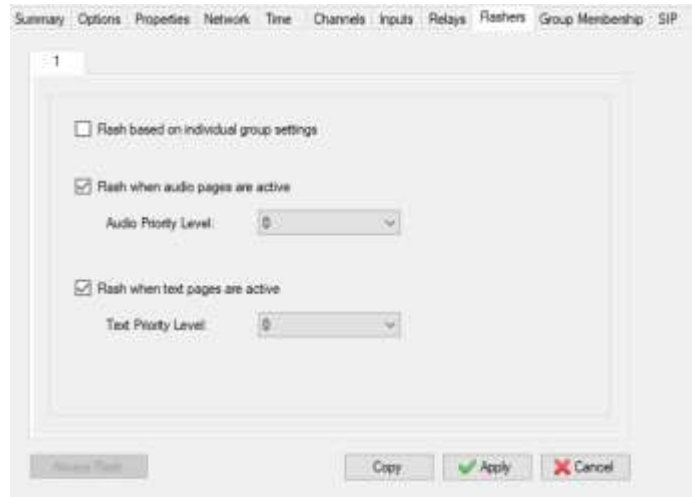 Summary Options Properties Network Time Channels Inputs Relays Flashers Group Membership SIP
1
Flash based on individual group settings
Flash when audio pages are active
Audio Priority Level: 0
Flash when text pages are active
Text Priority Level: 0
Copy Apply Cancel